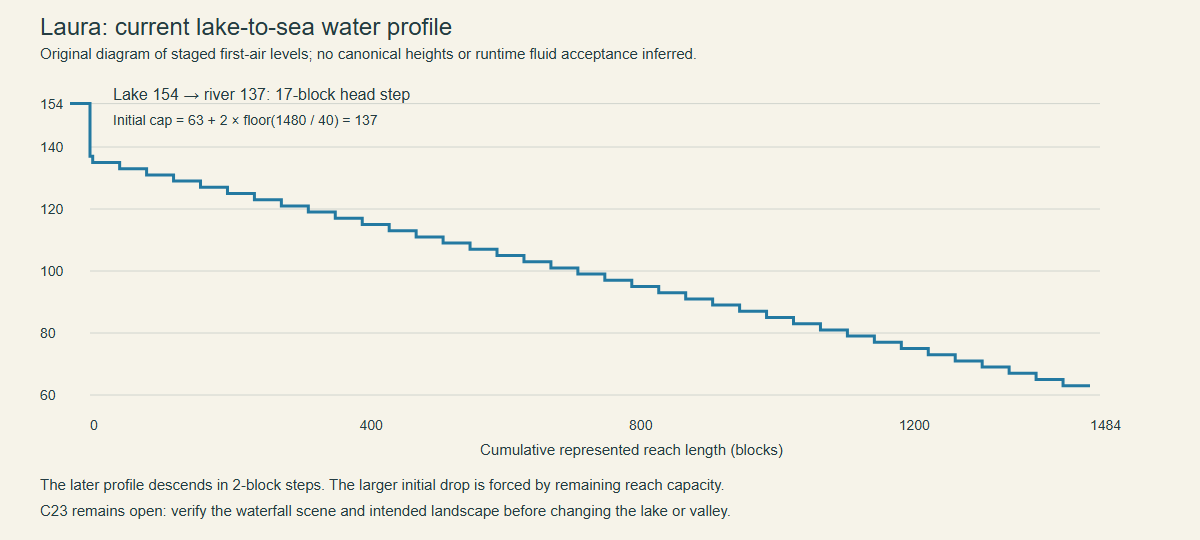 Laura: current lake-to-sea water profile
Original diagram of staged first-air levels; no canonical heights or runtime fluid acceptance inferred.
Lake 154 → river 137: 17-block head step
154
Initial cap = 63 + 2 × floor(1480 / 40) = 137
140
120
100
80
60
0 400 800 1200 1484
Cumulative represented reach length (blocks)
The later profile descends in 2-block steps. The larger initial drop is forced by remaining reach capacity.
C23 remains open: verify the waterfall scene and intended landscape before changing the lake or valley.